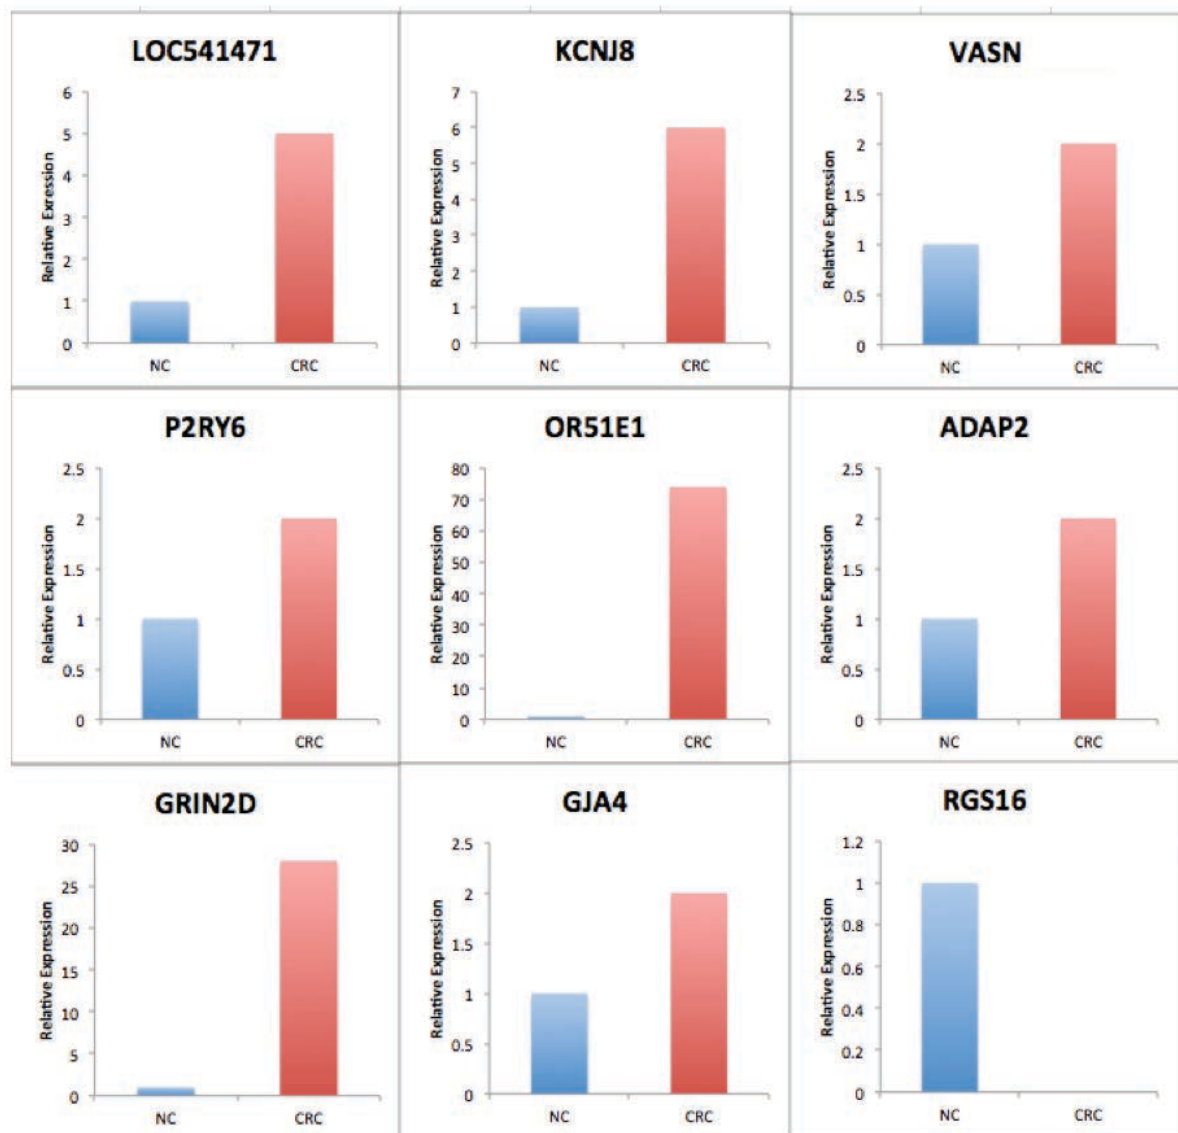 LOC541471
Relative Exression
6
5
4
3
2
1
0
NC CRC
KCNJ8
Relative Expression
7
6
5
4
3
2
1
0
NC CRC
VASN
Relative Expression
2.5
2
1.5
1
0.5
0
NC CRC
P2RY6
Relative Expression
2.5
2
1.5
1
0.5
0
NC CRC
OR51E1
Relative Expression
80
70
60
50
40
30
20
10
0
NC CRC
ADAP2
Relative Expression
2.5
2
1.5
1
0.5
0
NC CRC
GRIN2D
Relative Expression
30
25
20
15
10
5
0
NC CRC
GJA4
Relative Expression
2.5
2
1.5
1
0.5
0
NC CRC
RGS16
Relative Expression
1.2
1
0.8
0.6
0.4
0.2
0
NC CRC